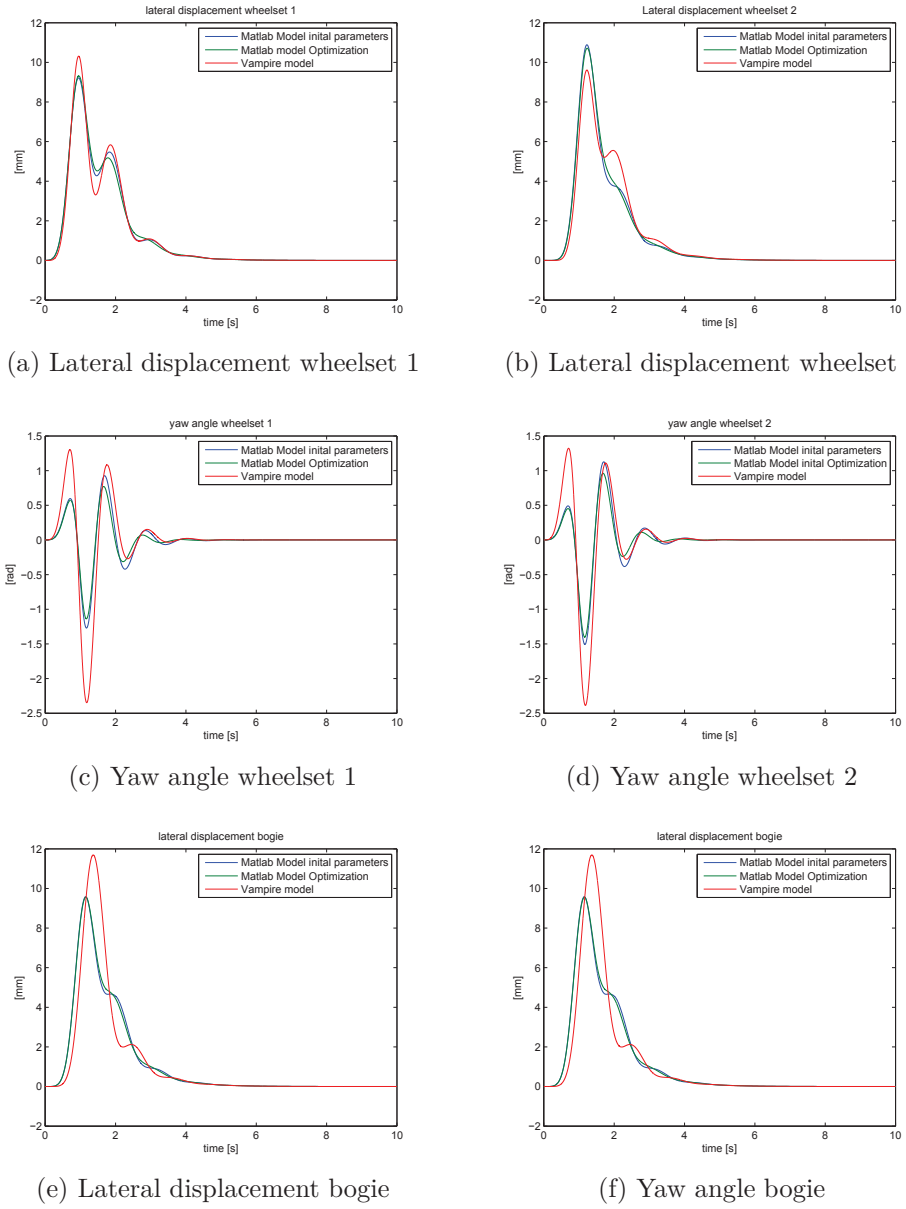 lateral displacement wheelset 1
12
10
8
6
4
2
0
−2
[mm]
0 2 4 6 8 10
time [s]
Matlab Model inital parameters
Matlab model Optimization
Vampire model
(a) Lateral displacement wheelset 1
Lateral displacement wheelset 2
12
10
8
6
4
2
0
−2
[mm]
0 2 4 6 8 10
time [s]
Matlab Model inital parameters
Matlab model Optimization
Vampire model
(b) Lateral displacement wheelset
yaw angle wheelset 1
1.5
1
0.5
0
−0.5
−1
−1.5
−2
−2.5
[rad]
0 2 4 6 8 10
time [s]
Matlab Model inital parameters
Matlab Model Optimization
Vampire model
(c) Yaw angle wheelset 1
yaw angle wheelset 2
1.5
1
0.5
0
−0.5
−1
−1.5
−2
−2.5
[rad]
0 2 4 6 8 10
time [s]
Matlab Model inital parameters
Matlab Model inital Optimization
Vampire model
(d) Yaw angle wheelset 2
lateral displacement bogie
12
10
8
6
4
2
0
−2
[mm]
0 2 4 6 8 10
time [s]
Matlab Model inital parameters
Matlab Model Optimization
Vampire model
(e) Lateral displacement bogie
lateral displacement bogie
12
10
8
6
4
2
0
−2
[mm]
0 2 4 6 8 10
time [s]
Matlab Model inital parameters
Matlab Model Optimization
Vampire model
(f) Yaw angle bogie